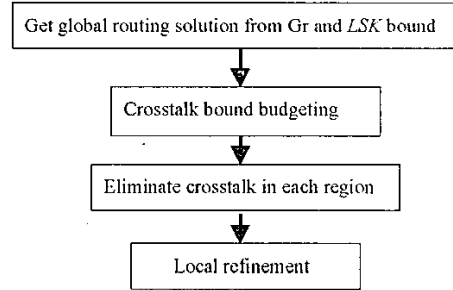 Get global routing solution from Gr and LSK bound
Crosstalk bound budgeting
Eliminate crosstalk in each region
Local refinement